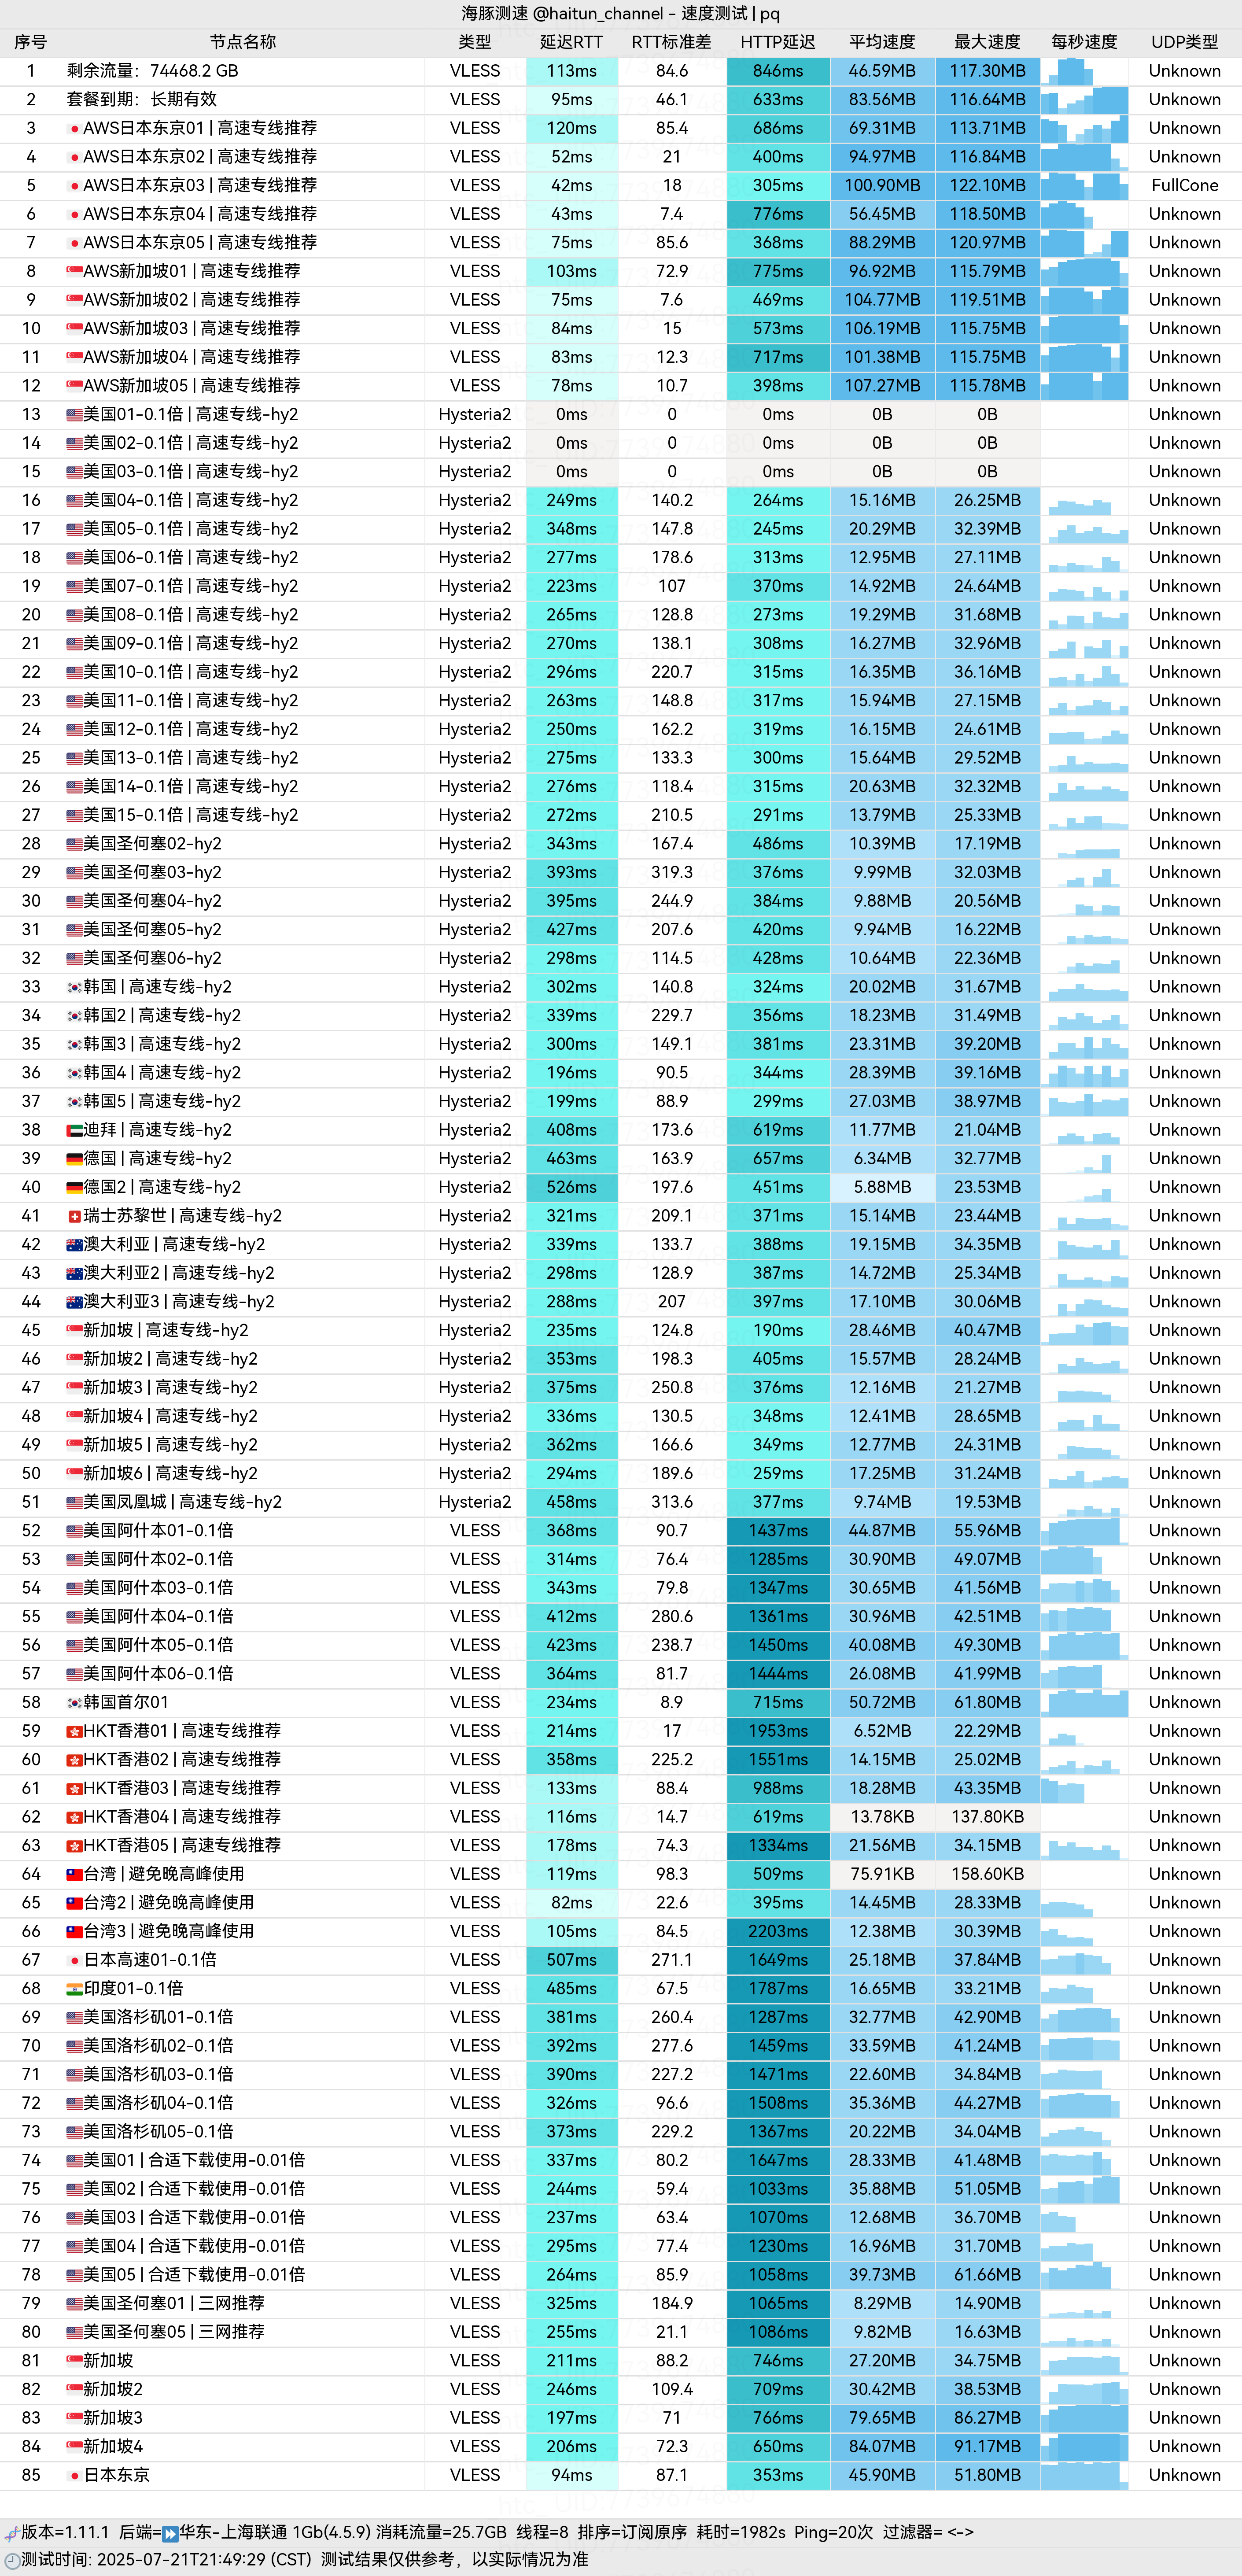 海豚测速 @haitun_channel - 速度测试 | pq
序号 节点名称 类型 延迟RTT RTT标准差 HTTP延迟 平均速度 最大速度 每秒速度 UDP类型
1 剩余流量：74468.2 GB VLESS 113ms 84.6 846ms 46.59MB 117.30MB Unknown
2 套餐到期：长期有效 VLESS 95ms 46.1 633ms 83.56MB 116.64MB Unknown
3 AWS日本东京01 | 高速专线推荐 VLESS 120ms 85.4 686ms 69.31MB 113.71MB Unknown
4 AWS日本东京02 | 高速专线推荐 VLESS 52ms 21 400ms 94.97MB 116.84MB Unknown
5 AWS日本东京03 | 高速专线推荐 VLESS 42ms 18 305ms 100.90MB 122.10MB FullCone
6 AWS日本东京04 | 高速专线推荐 VLESS 43ms 7.4 776ms 56.45MB 118.50MB Unknown
7 AWS日本东京05 | 高速专线推荐 VLESS 75ms 85.6 368ms 88.29MB 120.97MB Unknown
8 AWS新加坡01 | 高速专线推荐 VLESS 103ms 72.9 775ms 96.92MB 115.79MB Unknown
9 AWS新加坡02 | 高速专线推荐 VLESS 75ms 7.6 469ms 104.77MB 119.51MB Unknown
10 AWS新加坡03 | 高速专线推荐 VLESS 84ms 15 573ms 106.19MB 115.75MB Unknown
11 AWS新加坡04 | 高速专线推荐 VLESS 83ms 12.3 717ms 101.38MB 115.75MB Unknown
12 AWS新加坡05 | 高速专线推荐 VLESS 78ms 10.7 398ms 107.27MB 115.78MB Unknown
13 美国01-0.1倍 | 高速专线-hy2 Hysteria2 0ms 0 0ms 0B 0B Unknown
14 美国02-0.1倍 | 高速专线-hy2 Hysteria2 0ms 0 0ms 0B 0B Unknown
15 美国03-0.1倍 | 高速专线-hy2 Hysteria2 0ms 0 0ms 0B 0B Unknown
16 美国04-0.1倍 | 高速专线-hy2 Hysteria2 249ms 140.2 264ms 15.16MB 26.25MB Unknown
17 美国05-0.1倍 | 高速专线-hy2 Hysteria2 348ms 147.8 245ms 20.29MB 32.39MB Unknown
18 美国06-0.1倍 | 高速专线-hy2 Hysteria2 277ms 178.6 313ms 12.95MB 27.11MB Unknown
19 美国07-0.1倍 | 高速专线-hy2 Hysteria2 223ms 107 370ms 14.92MB 24.64MB Unknown
20 美国08-0.1倍 | 高速专线-hy2 Hysteria2 265ms 128.8 273ms 19.29MB 31.68MB Unknown
21 美国09-0.1倍 | 高速专线-hy2 Hysteria2 270ms 138.1 308ms 16.27MB 32.96MB Unknown
22 美国10-0.1倍 | 高速专线-hy2 Hysteria2 296ms 220.7 315ms 16.35MB 36.16MB Unknown
23 美国11-0.1倍 | 高速专线-hy2 Hysteria2 263ms 148.8 317ms 15.94MB 27.15MB Unknown
24 美国12-0.1倍 | 高速专线-hy2 Hysteria2 250ms 162.2 319ms 16.15MB 24.61MB Unknown
25 美国13-0.1倍 | 高速专线-hy2 Hysteria2 275ms 133.3 300ms 15.64MB 29.52MB Unknown
26 美国14-0.1倍 | 高速专线-hy2 Hysteria2 276ms 118.4 315ms 20.63MB 32.32MB Unknown
27 美国15-0.1倍 | 高速专线-hy2 Hysteria2 272ms 210.5 291ms 13.79MB 25.33MB Unknown
28 美国圣何塞02-hy2 Hysteria2 343ms 167.4 486ms 10.39MB 17.19MB Unknown
29 美国圣何塞03-hy2 Hysteria2 393ms 319.3 376ms 9.99MB 32.03MB Unknown
30 美国圣何塞04-hy2 Hysteria2 395ms 244.9 384ms 9.88MB 20.56MB Unknown
31 美国圣何塞05-hy2 Hysteria2 427ms 207.6 420ms 9.94MB 16.22MB Unknown
32 美国圣何塞06-hy2 Hysteria2 298ms 114.5 428ms 10.64MB 22.36MB Unknown
33 韩国 | 高速专线-hy2 Hysteria2 302ms 140.8 324ms 20.02MB 31.67MB Unknown
34 韩国2 | 高速专线-hy2 Hysteria2 339ms 229.7 356ms 18.23MB 31.49MB Unknown
35 韩国3 | 高速专线-hy2 Hysteria2 300ms 149.1 381ms 23.31MB 39.20MB Unknown
36 韩国4 | 高速专线-hy2 Hysteria2 196ms 90.5 344ms 28.39MB 39.16MB Unknown
37 韩国5 | 高速专线-hy2 Hysteria2 199ms 88.9 299ms 27.03MB 38.97MB Unknown
38 迪拜 | 高速专线-hy2 Hysteria2 408ms 173.6 619ms 11.77MB 21.04MB Unknown
39 德国 | 高速专线-hy2 Hysteria2 463ms 163.9 657ms 6.34MB 32.77MB Unknown
40 德国2 | 高速专线-hy2 Hysteria2 526ms 197.6 451ms 5.88MB 23.53MB Unknown
41 瑞士苏黎世 | 高速专线-hy2 Hysteria2 321ms 209.1 371ms 15.14MB 23.44MB Unknown
42 澳大利亚 | 高速专线-hy2 Hysteria2 339ms 133.7 388ms 19.15MB 34.35MB Unknown
43 澳大利亚2 | 高速专线-hy2 Hysteria2 298ms 128.9 387ms 14.72MB 25.34MB Unknown
44 澳大利亚3 | 高速专线-hy2 Hysteria2 288ms 207 397ms 17.10MB 30.06MB Unknown
45 新加坡 | 高速专线-hy2 Hysteria2 235ms 124.8 190ms 28.46MB 40.47MB Unknown
46 新加坡2 | 高速专线-hy2 Hysteria2 353ms 198.3 405ms 15.57MB 28.24MB Unknown
47 新加坡3 | 高速专线-hy2 Hysteria2 375ms 250.8 376ms 12.16MB 21.27MB Unknown
48 新加坡4 | 高速专线-hy2 Hysteria2 336ms 130.5 348ms 12.41MB 28.65MB Unknown
49 新加坡5 | 高速专线-hy2 Hysteria2 362ms 166.6 349ms 12.77MB 24.31MB Unknown
50 新加坡6 | 高速专线-hy2 Hysteria2 294ms 189.6 259ms 17.25MB 31.24MB Unknown
51 美国凤凰城 | 高速专线-hy2 Hysteria2 458ms 313.6 377ms 9.74MB 19.53MB Unknown
52 美国阿什本01-0.1倍 VLESS 368ms 90.7 1437ms 44.87MB 55.96MB Unknown
53 美国阿什本02-0.1倍 VLESS 314ms 76.4 1285ms 30.90MB 49.07MB Unknown
54 美国阿什本03-0.1倍 VLESS 343ms 79.8 1347ms 30.65MB 41.56MB Unknown
55 美国阿什本04-0.1倍 VLESS 412ms 280.6 1361ms 30.96MB 42.51MB Unknown
56 美国阿什本05-0.1倍 VLESS 423ms 238.7 1450ms 40.08MB 49.30MB Unknown
57 美国阿什本06-0.1倍 VLESS 364ms 81.7 1444ms 26.08MB 41.99MB Unknown
58 韩国首尔01 VLESS 234ms 8.9 715ms 50.72MB 61.80MB Unknown
59 HKT香港01 | 高速专线推荐 VLESS 214ms 17 1953ms 6.52MB 22.29MB Unknown
60 HKT香港02 | 高速专线推荐 VLESS 358ms 225.2 1551ms 14.15MB 25.02MB Unknown
61 HKT香港03 | 高速专线推荐 VLESS 133ms 88.4 988ms 18.28MB 43.35MB Unknown
62 HKT香港04 | 高速专线推荐 VLESS 116ms 14.7 619ms 13.78KB 137.80KB Unknown
63 HKT香港05 | 高速专线推荐 VLESS 178ms 74.3 1334ms 21.56MB 34.15MB Unknown
64 台湾 | 避免晚高峰使用 VLESS 119ms 98.3 509ms 75.91KB 158.60KB Unknown
65 台湾2 | 避免晚高峰使用 VLESS 82ms 22.6 395ms 14.45MB 28.33MB Unknown
66 台湾3 | 避免晚高峰使用 VLESS 105ms 84.5 2203ms 12.38MB 30.39MB Unknown
67 日本高速01-0.1倍 VLESS 507ms 271.1 1649ms 25.18MB 37.84MB Unknown
68 印度01-0.1倍 VLESS 485ms 67.5 1787ms 16.65MB 33.21MB Unknown
69 美国洛杉矶01-0.1倍 VLESS 381ms 260.4 1287ms 32.77MB 42.90MB Unknown
70 美国洛杉矶02-0.1倍 VLESS 392ms 277.6 1459ms 33.59MB 41.24MB Unknown
71 美国洛杉矶03-0.1倍 VLESS 390ms 227.2 1471ms 22.60MB 34.84MB Unknown
72 美国洛杉矶04-0.1倍 VLESS 326ms 96.6 1508ms 35.36MB 44.27MB Unknown
73 美国洛杉矶05-0.1倍 VLESS 373ms 229.2 1367ms 20.22MB 34.04MB Unknown
74 美国01 | 合适下载使用-0.01倍 VLESS 337ms 80.2 1647ms 28.33MB 41.48MB Unknown
75 美国02 | 合适下载使用-0.01倍 VLESS 244ms 59.4 1033ms 35.88MB 51.05MB Unknown
76 美国03 | 合适下载使用-0.01倍 VLESS 237ms 63.4 1070ms 12.68MB 36.70MB Unknown
77 美国04 | 合适下载使用-0.01倍 VLESS 295ms 77.4 1230ms 16.96MB 31.70MB Unknown
78 美国05 | 合适下载使用-0.01倍 VLESS 264ms 85.9 1058ms 39.73MB 61.66MB Unknown
79 美国圣何塞01 | 三网推荐 VLESS 325ms 184.9 1065ms 8.29MB 14.90MB Unknown
80 美国圣何塞05 | 三网推荐 VLESS 255ms 21.1 1086ms 9.82MB 16.63MB Unknown
81 新加坡 VLESS 211ms 88.2 746ms 27.20MB 34.75MB Unknown
82 新加坡2 VLESS 246ms 109.4 709ms 30.42MB 38.53MB Unknown
83 新加坡3 VLESS 197ms 71 766ms 79.65MB 86.27MB Unknown
84 新加坡4 VLESS 206ms 72.3 650ms 84.07MB 91.17MB Unknown
85 日本东京 VLESS 94ms 87.1 353ms 45.90MB 51.80MB Unknown
版本=1.11.1 后端=华东-上海联通 1Gb(4.5.9) 消耗流量=25.7GB 线程=8 排序=订阅原序 耗时=1982s Ping=20次 过滤器= <->
测试时间: 2025-07-21T21:49:29 (CST) 测试结果仅供参考，以实际情况为准